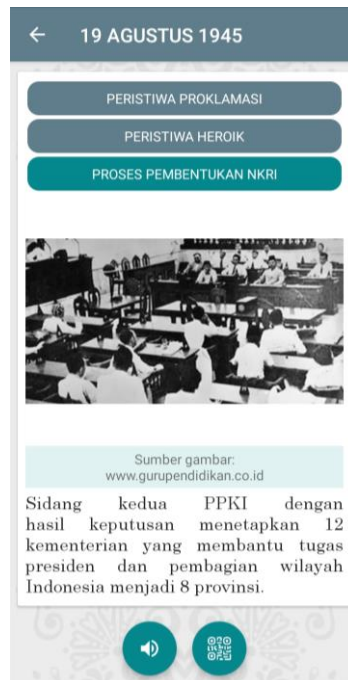 19 AGUSTUS 1945
PERISTIWA PROKLAMASI
PERISTIWA HEROIK
PROSES PEMBENTUKAN NKRI
Sumber gambar:
www.gurupendidikan.co.id
Sidang kedua PPKI dengan
hasil keputusan menetapkan 12
kementerian yang membantu tugas
presiden dan pembagian wilayah
Indonesia menjadi 8 provinsi.